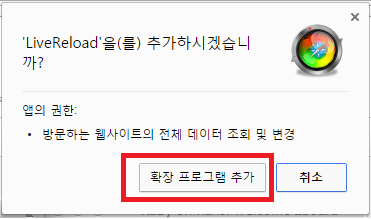 'LiveReload'을(를) 추가하시겠습니
까?
앱의 권한:
• 방문하는 웹사이트의 전체 데이터 조회 및 변경
확장 프로그램 추가
취소